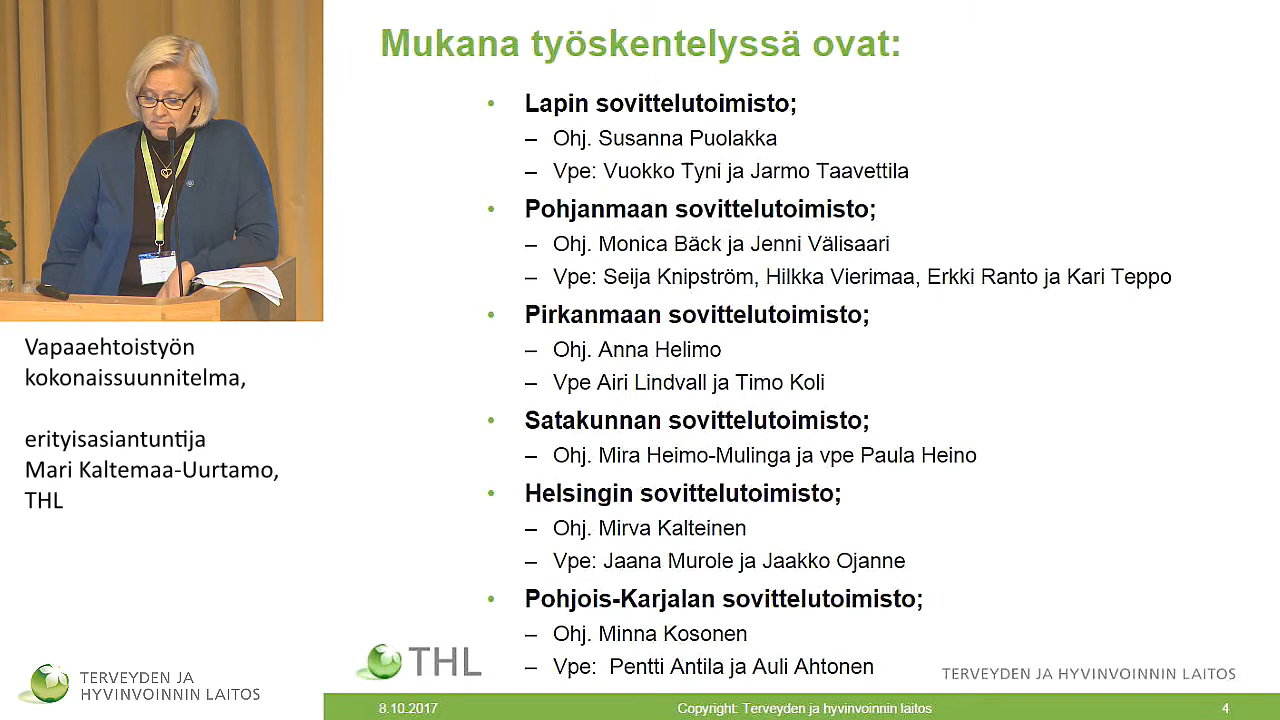 Mukana työskentelyssä ovat:
• Lapin sovittelutoimisto;
– Ohj. Susanna Puolakka
– Vpe: Vuokko Tyni ja Jarmo Taavettila
• Pohjanmaan sovittelutoimisto;
– Ohj. Monica Bäck ja Jenni Välisaari
– Vpe: Seija Knipström, Hilkka Vierimaa, Erkki Ranto ja Kari Teppo
• Pirkanmaan sovittelutoimisto;
– Ohj. Anna Helimo
– Vpe Airi Lindvall ja Timo Koli
• Satakunnan sovittelutoimisto;
– Ohj. Mira Heimo-Mulinga ja vpe Paula Heino
• Helsingin sovittelutoimisto;
– Ohj. Mirva Kalteinen
– Vpe: Jaana Murole ja Jaakko Ojanne
• Pohjois-Karjalan sovittelutoimisto;
– Ohj. Minna Kosonen
– Vpe: Pentti Antila ja Auli Ahtonen
Vapaaehtoistyön
kokonaissuunnitelma,
erityisasiantuntija
Mari Kaltemaa-Uurtamo,
THL
TERVEYDEN JA
HYVINVOINNIN LAITOS
THL
TERVEYDEN JA HYVINVOINNIN LAITOS
8.10.2017
Copyright: Terveyden ja hyvinvoinnin laitos
4